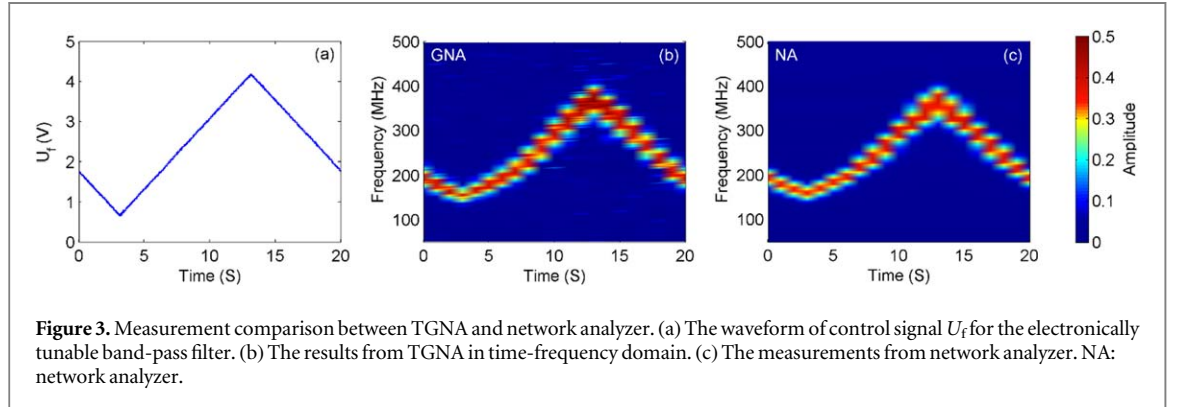 5
4
3
2
1
0
U_f (V)
(a)
0 5 10 15 20
Time (S)
500
400
300
200
100
Frequency (MHz)
GNA
(b)
0 5 10 15 20
Time (S)
500
400
300
200
100
Frequency (MHz)
NA
(c)
0 5 10 15 20
Time (S)
0.5
0.4
0.3
0.2
0.1
0
Amplitude
Figure 3. Measurement comparison between TGNA and network analyzer. (a) The waveform of control signal U_f for the electronically
tunable band-pass filter. (b) The results from TGNA in time-frequency domain. (c) The measurements from network analyzer. NA:
network analyzer.